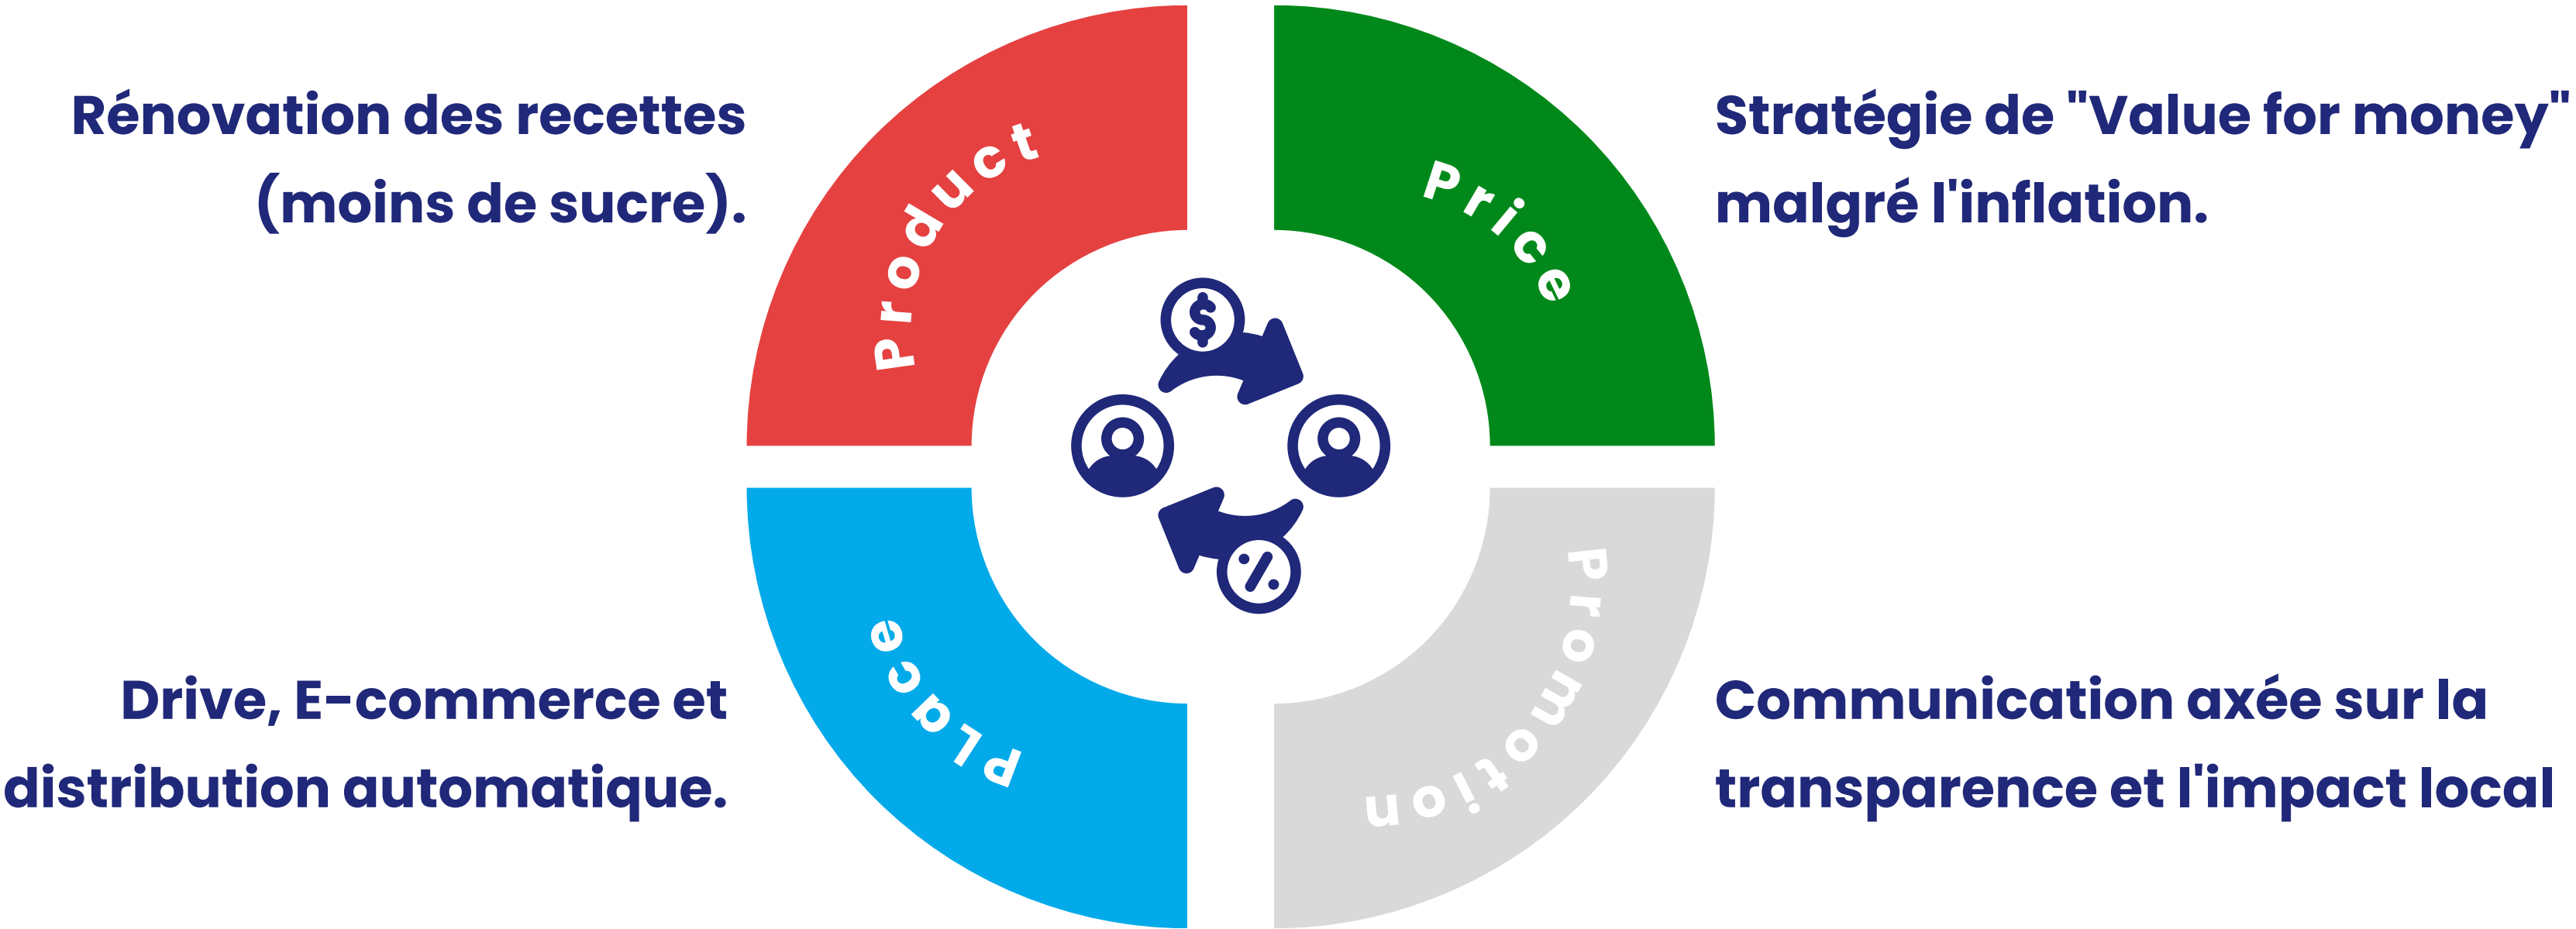 Rénovation des recettes
(moins de sucre).
Product
Price
Stratégie de "Value for money"
malgré l'inflation.
$
%
Drive, E-commerce et
distribution automatique.
PLace
Promotion
Communication axée sur la
transparence et l'impact local